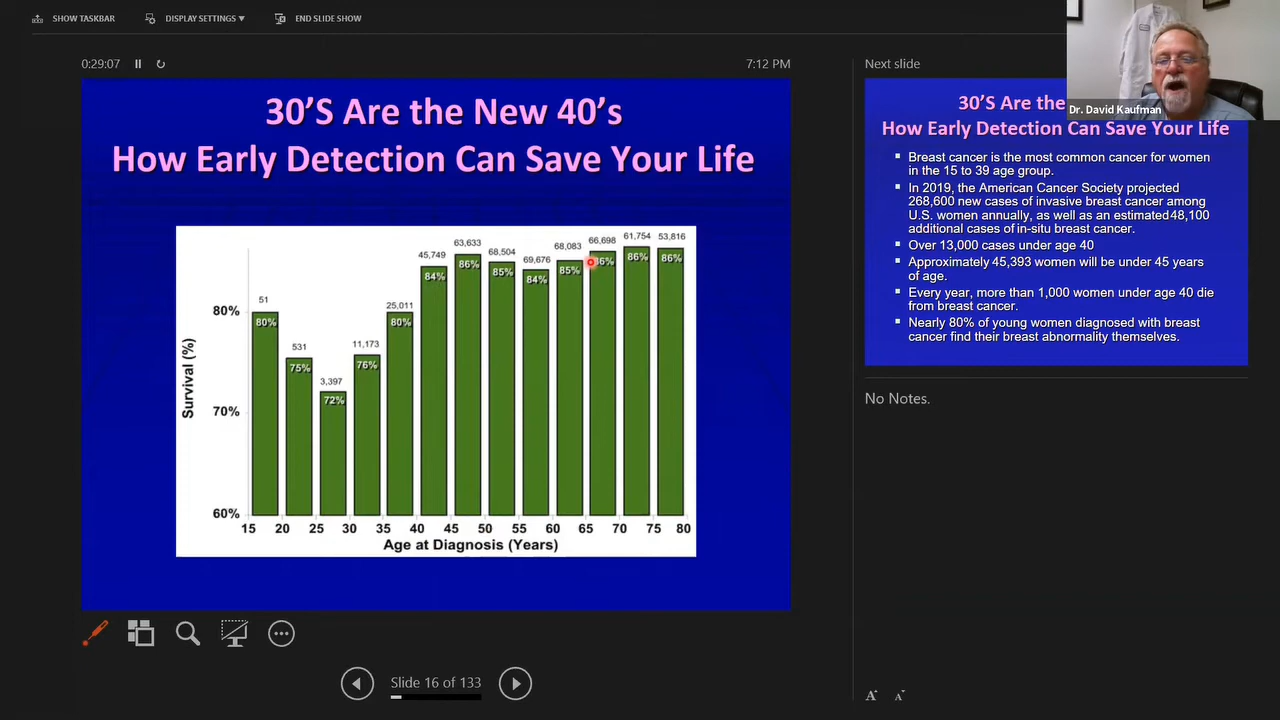 SHOW TASKBAR
DISPLAY SETTINGS ▼
END SLIDE SHOW
0:29:07
7:12 PM
30'S Are the New 40's
How Early Detection Can Save Your Life
Survival (%)
80%
70%
60%
51
80%
531
75%
3,397
72%
11,173
76%
25,011
80%
45,749
84%
63,633
86%
68,504
85%
69,676
84%
68,083
85%
66,698
86%
61,754
86%
53,816
86%
15 20 25 30 35 40 45 50 55 60 65 70 75 80
Age at Diagnosis (Years)
Slide 16 of 133
Next slide
Dr. David Kaufman
30'S Are the
How Early Detection Can Save Your Life
Breast cancer is the most common cancer for women
in the 15 to 39 age group.
In 2019, the American Cancer Society projected
268,600 new cases of invasive breast cancer among
U.S. women annually, as well as an estimated 48,100
additional cases of in-situ breast cancer.
Over 13,000 cases under age 40
Approximately 45,393 women will be under 45 years
of age.
Every year, more than 1,000 women under age 40 die
from breast cancer.
Nearly 80% of young women diagnosed with breast
cancer find their breast abnormality themselves.
No Notes.
A A